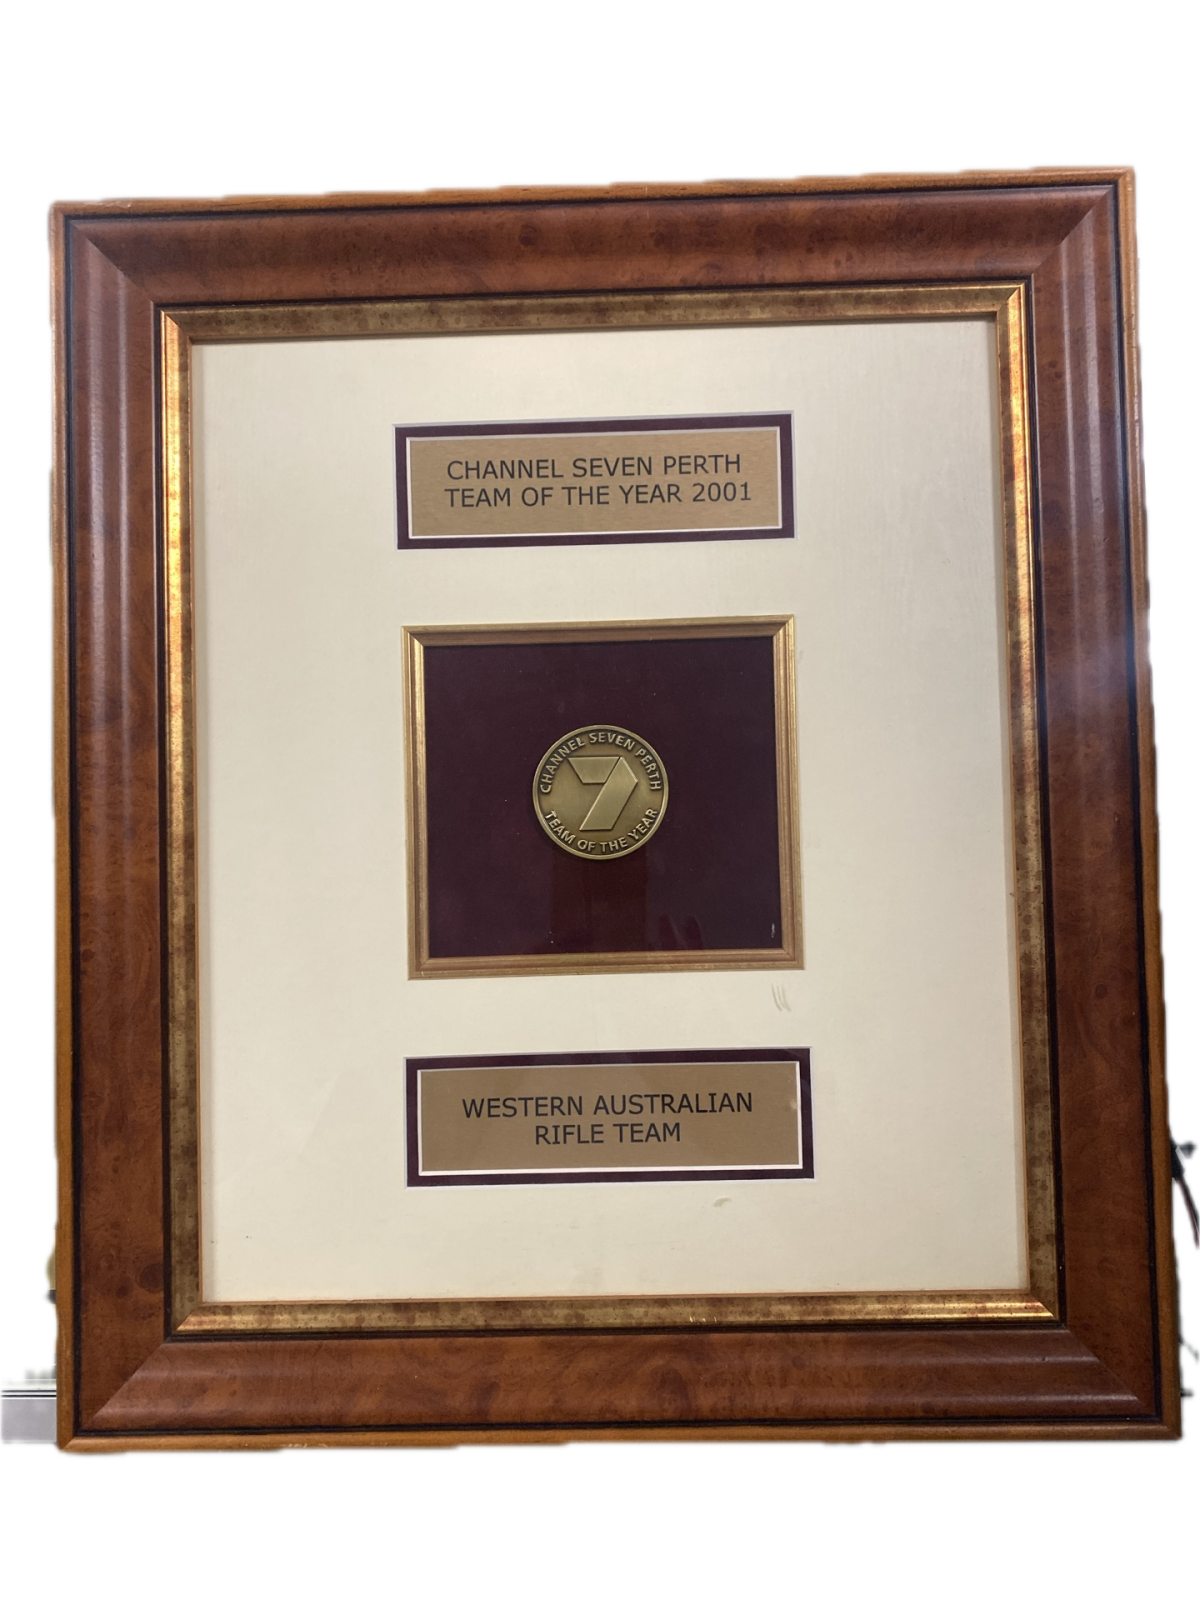 CHANNEL SEVEN PERTH
TEAM OF THE YEAR 2001
CHANNEL SEVEN PERTH
7
TEAM OF THE YEAR
WESTERN AUSTRALIAN
RIFLE TEAM